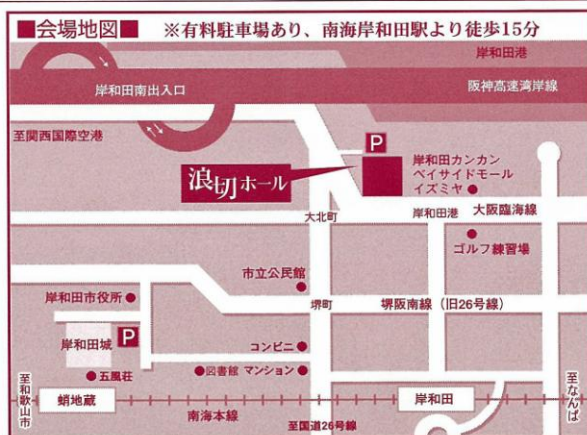 ■会場地図■ ※有料駐車場あり、南海岸和田駅より徒歩15分
岸和田港
岸和田南出入口
阪神高速湾岸線
至関西国際空港
P
浪切ホール
岸和田カンカン
ベイサイドモール
イズミヤ
大北町
岸和田港
大阪臨海線
ゴルフ練習場
市立公民館
岸和田市役所
堺町
堺阪南線（旧26号線）
岸和田城
P
コンビニ
五風荘
図書館
マンション
至和歌山市
蛸地蔵
南海本線
岸和田
至なんば
至国道26号線